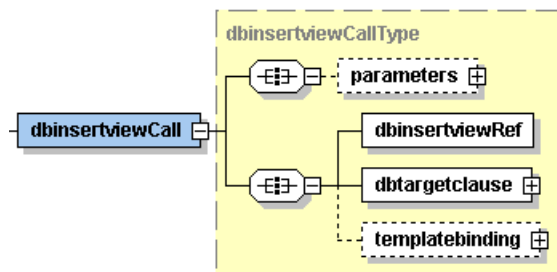 dbinsertviewCallType
parameters
dbinsertviewCall
dbinsertviewRef
dbtargetclause
templatebinding